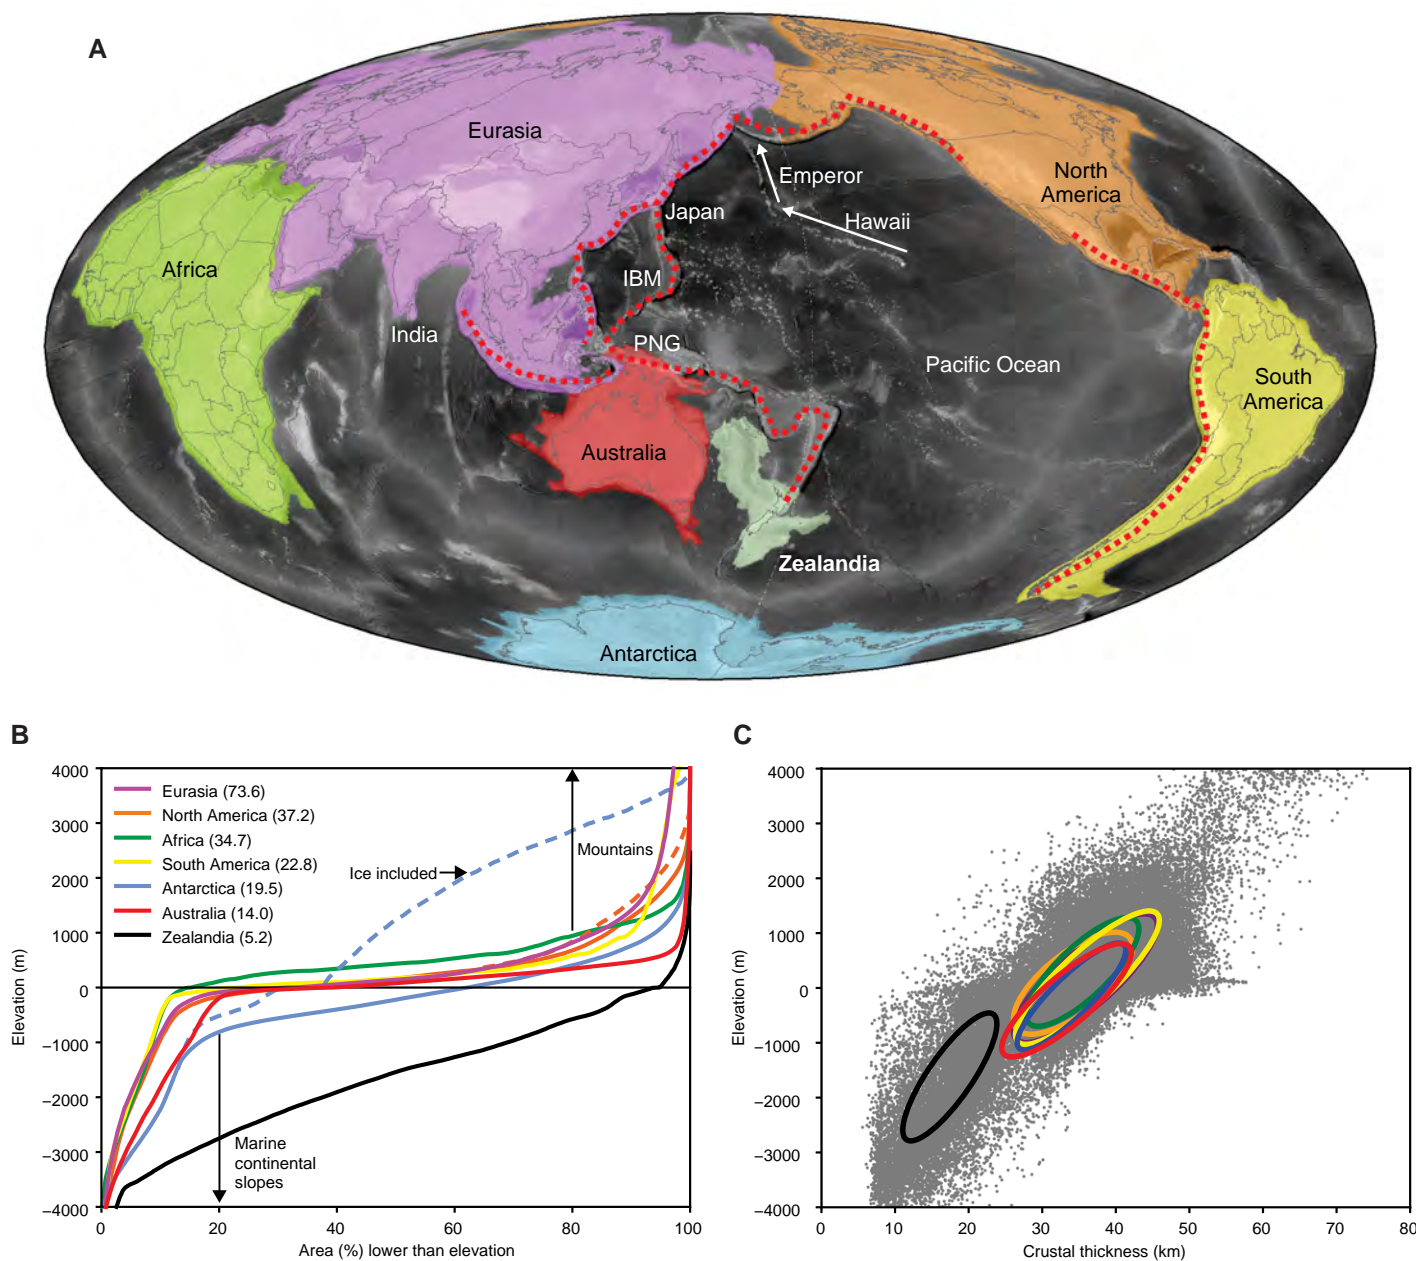 A
Eurasia
North
America
Emperor
Hawaii
Japan
Africa
IBM
India
PNG
Pacific Ocean
South
America
Australia
Zealandia
Antarctica
B
4000
3000
2000
1000
0
−1000
−2000
−3000
−4000
Elevation (m)
Eurasia (73.6)
North America (37.2)
Africa (34.7)
South America (22.8)
Antarctica (19.5)
Australia (14.0)
Zealandia (5.2)
Ice included
Mountains
Marine
continental
slopes
0 20 40 60 80 100
Area (%) lower than elevation
C
4000
3000
2000
1000
0
−1000
−2000
−3000
−4000
Elevation (m)
0 10 20 30 40 50 60 70 80
Crustal thickness (km)